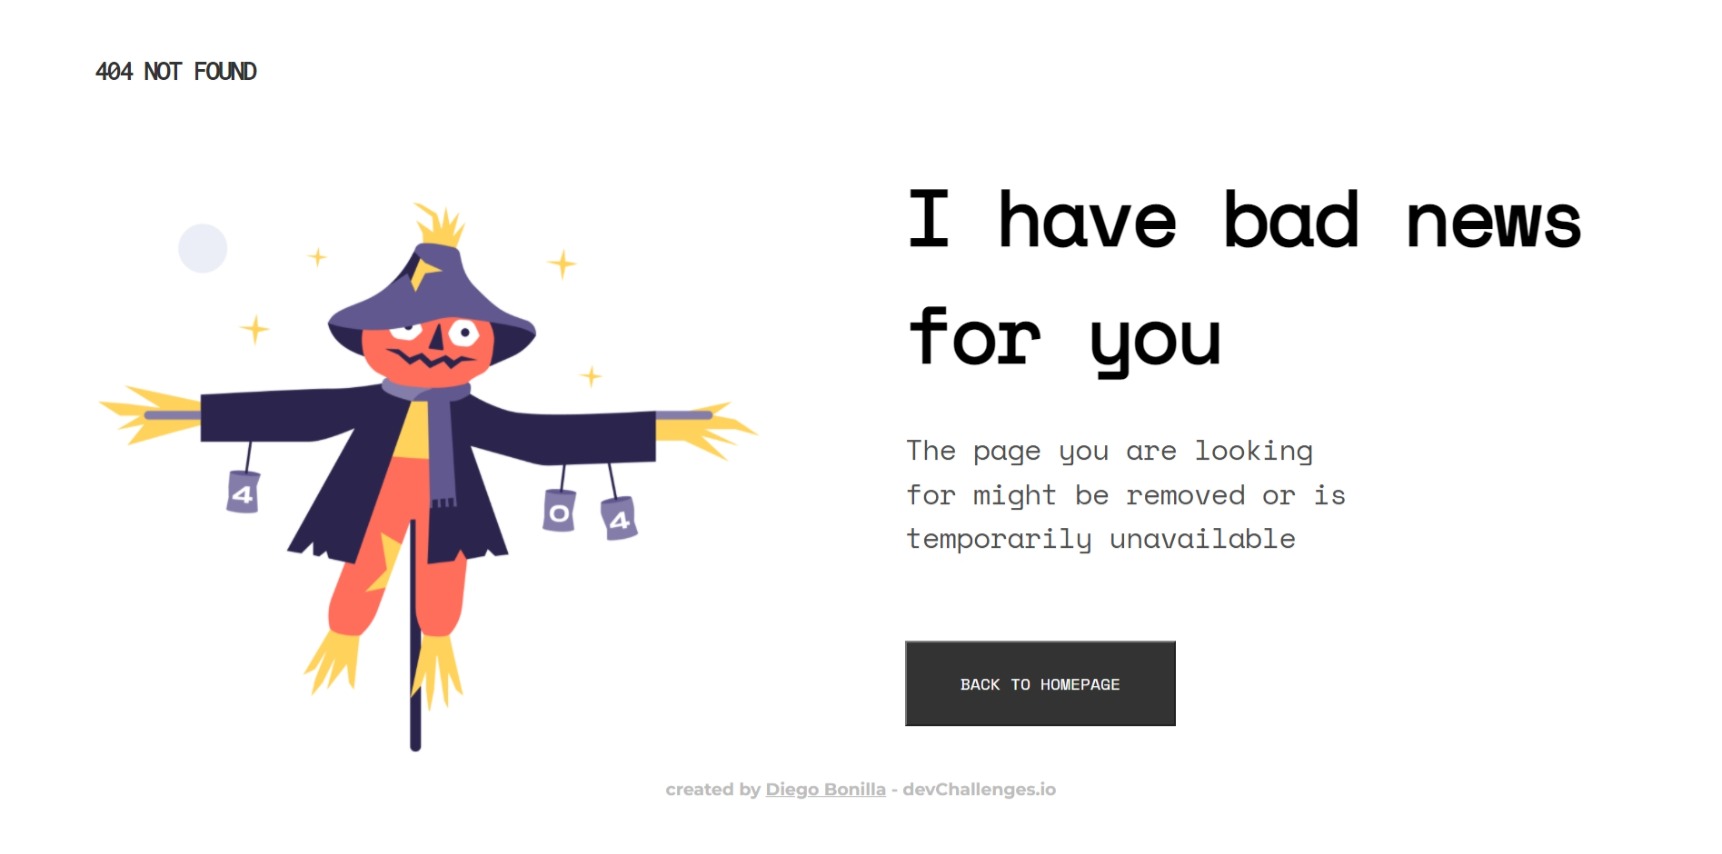 404 NOT FOUND
I have bad news
for you
The page you are looking
for might be removed or is
temporarily unavailable
4
0
4
BACK TO HOMEPAGE
created by Diego Bonilla - devChallenges.io